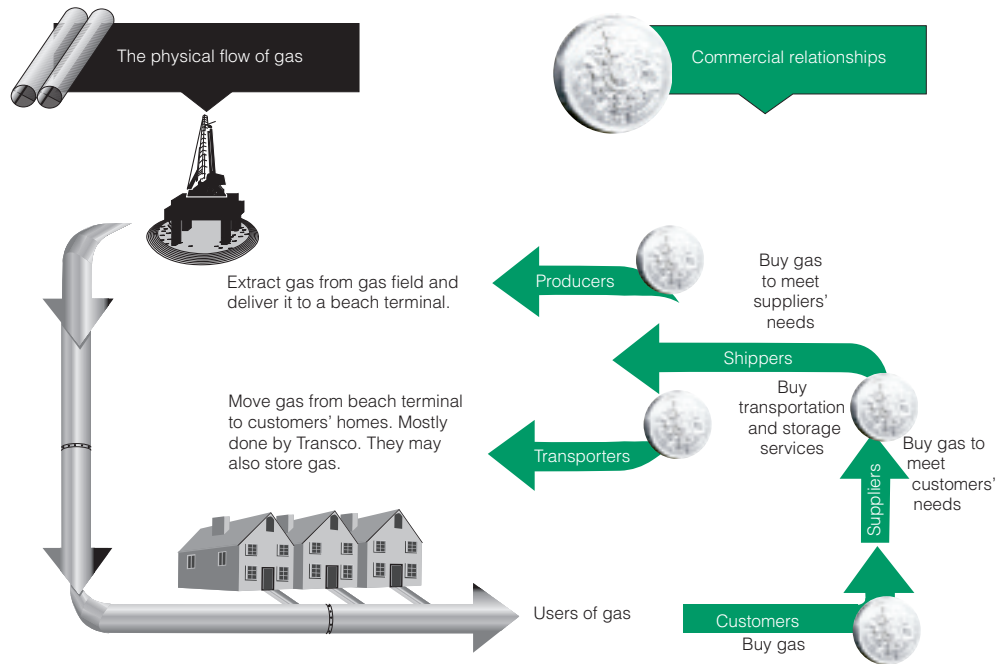 The physical flow of gas
Commercial relationships
Extract gas from gas field and
deliver it to a beach terminal.
Producers
Buy gas
to meet
suppliers’
needs
Shippers
Move gas from beach terminal
to customers’ homes. Mostly
done by Transco. They may
also store gas.
Transporters
Buy
transportation
and storage
services
Buy gas to
meet
customers’
needs
Suppliers
Users of gas
Customers
Buy gas